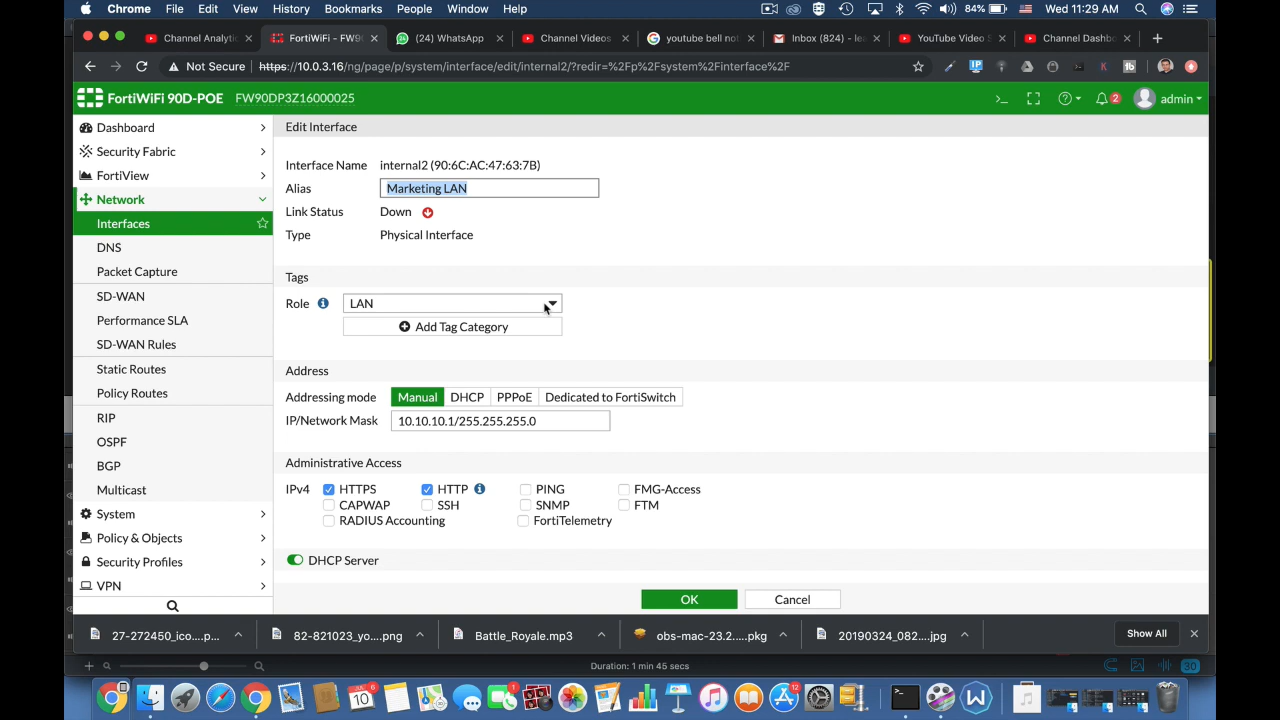 Chrome File Edit View History Bookmarks People Window Help 84% Wed 11:29 AM
Channel Analytic FortiWiFi - FW90 (24) WhatsApp Channel Videos youtube bell not Inbox (824) - le YouTube Video S Channel Dashbo
Not Secure https://10.0.3.16/ng/page/p/system/interface/edit/internal2/?redir=%2Fp%2Fsystem%2Finterface%2F
FortiWiFi 90D-POE FW90DP3Z16000025 >_ 2 admin
Dashboard
Security Fabric
FortiView
Network
Interfaces
DNS
Packet Capture
SD-WAN
Performance SLA
SD-WAN Rules
Static Routes
Policy Routes
RIP
OSPF
BGP
Multicast
System
Policy & Objects
Security Profiles
VPN
Edit Interface
Interface Name internal2 (90:6C:AC:47:63:7B)
Alias Marketing LAN
Link Status Down
Type Physical Interface
Tags
Role LAN
Add Tag Category
Address
Addressing mode Manual DHCP PPPoE Dedicated to FortiSwitch
IP/Network Mask 10.10.10.1/255.255.255.0
Administrative Access
IPv4 HTTPS HTTP PING FMG-Access
CAPWAP SSH SNMP FTM
RADIUS Accounting FortiTelemetry
DHCP Server
OK Cancel
27-272450_ico....p... 82-821023_yo....png Battle_Royale.mp3 obs-mac-23.2.....pkg 20190324_082....jpg Show All
Duration: 1 min 45 secs 30